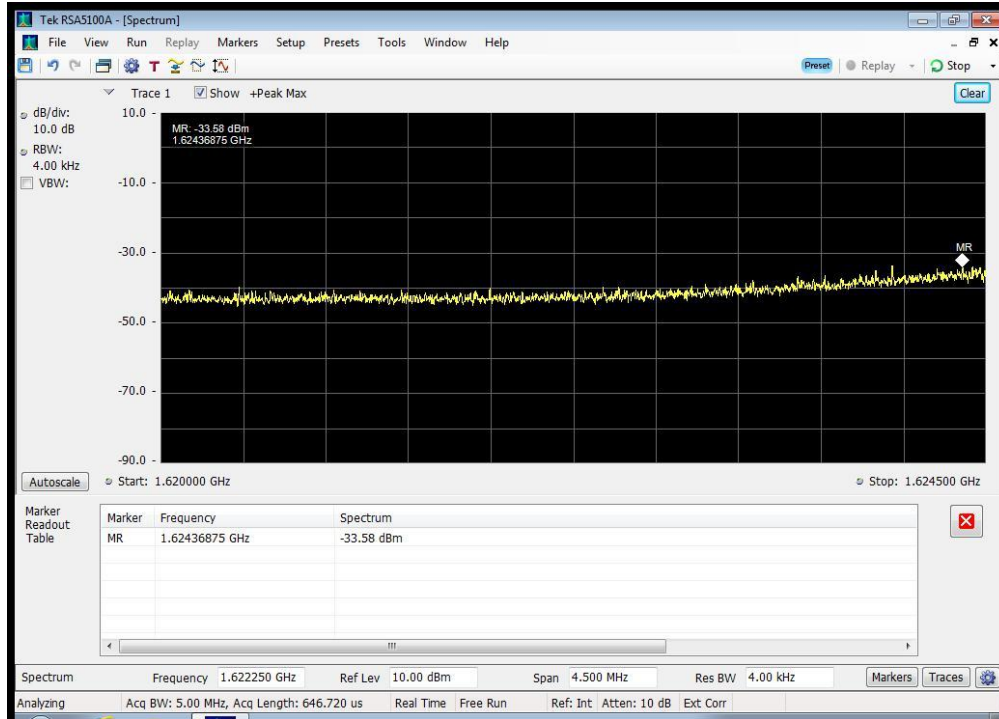 Tek RSA5100A - [Spectrum]
File View Run Replay Markers Setup Presets Tools Window Help
Preset Replay Stop
Trace 1 Show +Peak Max Clear
dB/div:
10.0 dB
RBW:
4.00 kHz
VBW:
10.0
-10.0
-30.0
-50.0
-70.0
-90.0
MR: -33.58 dBm
1.62436875 GHz
MR
Autoscale Start: 1.620000 GHz Stop: 1.624500 GHz
Marker
Readout
Table
Marker Frequency Spectrum
MR 1.62436875 GHz -33.58 dBm
Spectrum Frequency 1.622250 GHz Ref Lev 10.00 dBm Span 4.500 MHz Res BW 4.00 kHz Markers Traces
Analyzing Acq BW: 5.00 MHz, Acq Length: 646.720 us Real Time Free Run Ref: Int Atten: 10 dB Ext Corr